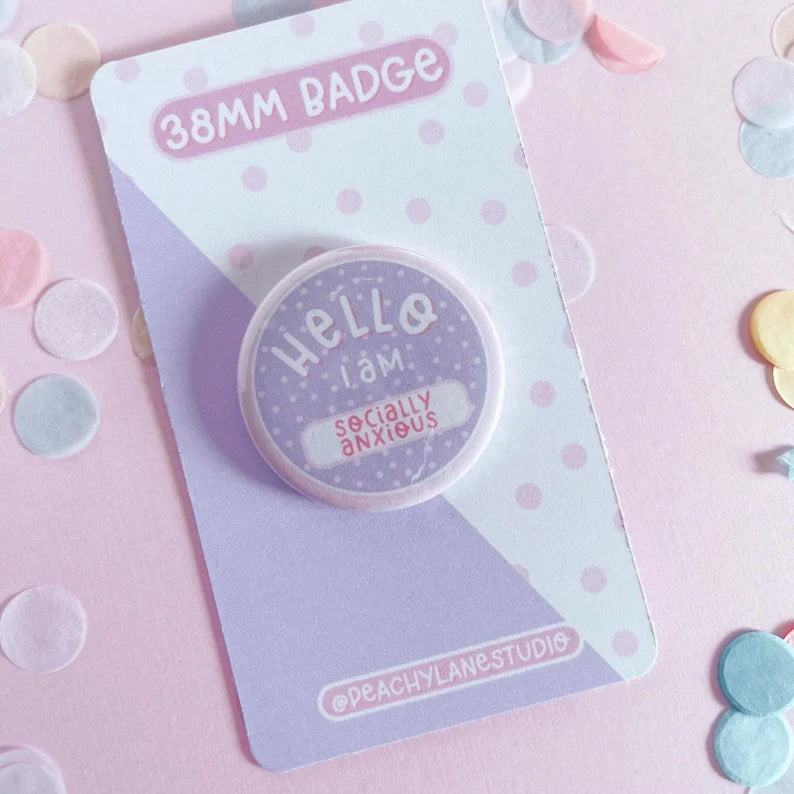 38MM BADGE
HELLO
I AM
SOCIALLY
ANXIOUS
@PEACHYLANESTUDIO